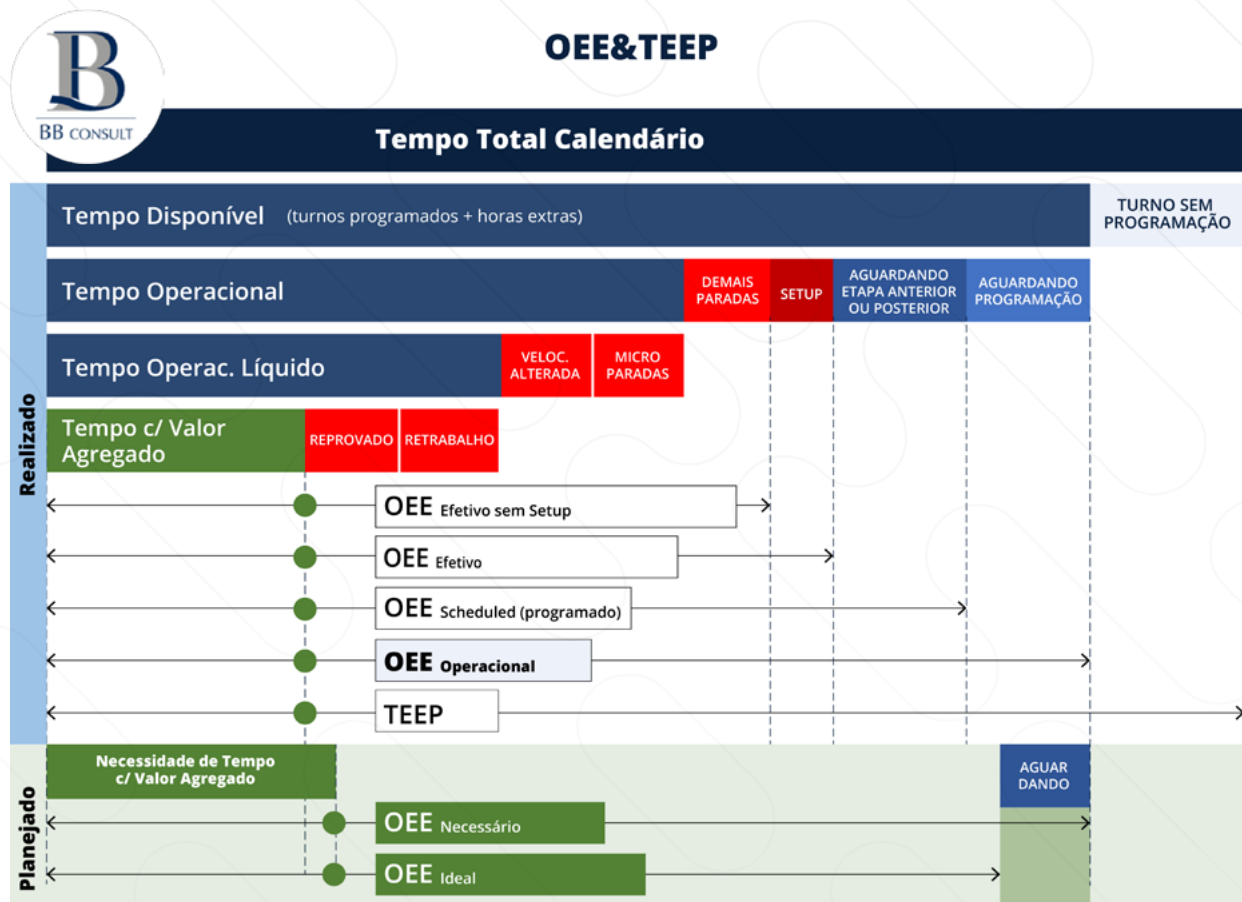 OEE&TEEP
B
BB CONSULT
Tempo Total Calendário
Realizado
Tempo Disponível (turnos programados + horas extras)
TURNO SEM
PROGRAMAÇÃO
Tempo Operacional
DEMAIS
PARADAS
SETUP
AGUARDANDO
ETAPA ANTERIOR
OU POSTERIOR
AGUARDANDO
PROGRAMAÇÃO
Tempo Operac. Líquido
VELOC.
ALTERADA
MICRO
PARADAS
Tempo c/ Valor
Agregado
REPROVADO
RETRABALHO
OEE Efetivo sem Setup
OEE Efetivo
OEE Scheduled (programado)
OEE Operacional
TEEP
Planejado
Necessidade de Tempo
c/ Valor Agregado
AGUAR
DANDO
OEE Necessário
OEE Ideal